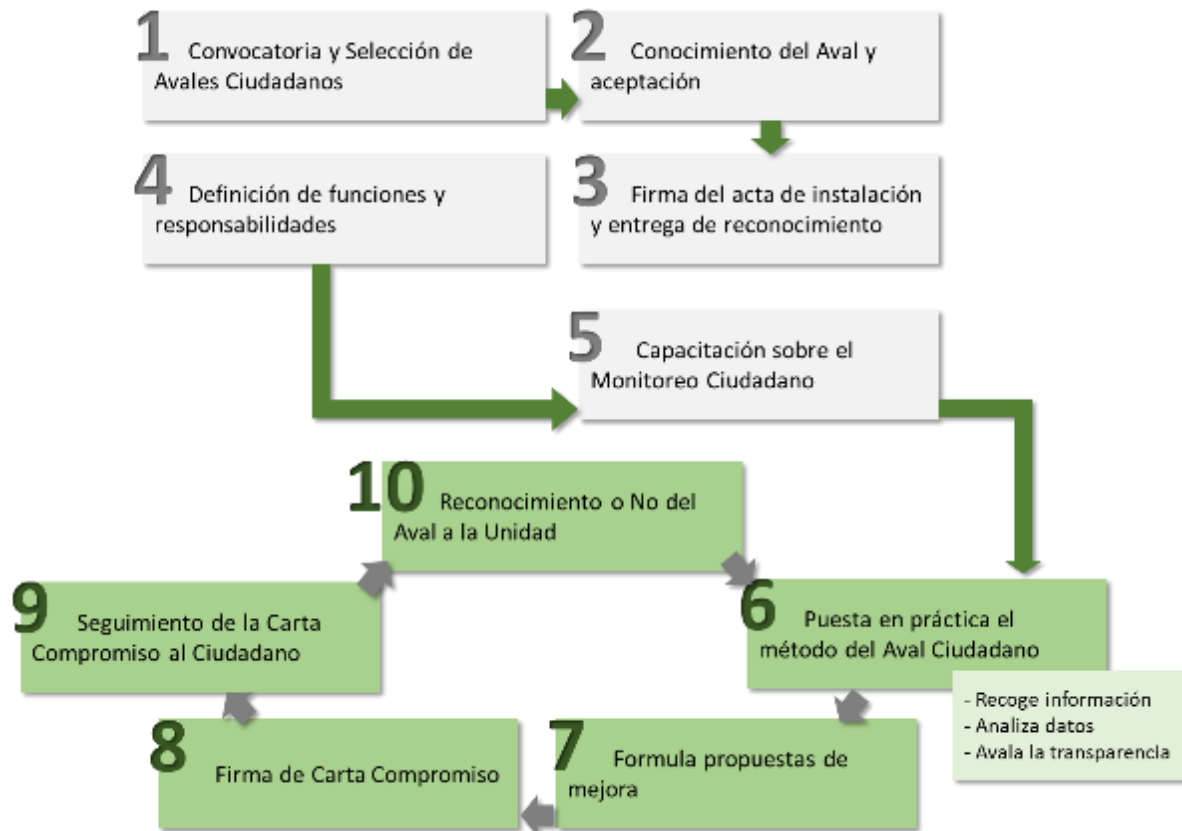 1 Convocatoria y Selección de
Avales Ciudadanos
2 Conocimiento del Aval y
aceptación
3 Firma del acta de instalación
y entrega de reconocimiento
4 Definición de funciones y
responsabilidades
5 Capacitación sobre el
Monitoreo Ciudadano
6 Puesta en práctica el
método del Aval Ciudadano
- Recoge información
- Analiza datos
- Avala la transparencia
7 Formula propuestas de
mejora
8 Firma de Carta Compromiso
9 Seguimiento de la Carta
Compromiso al Ciudadano
10 Reconocimiento o No del
Aval a la Unidad